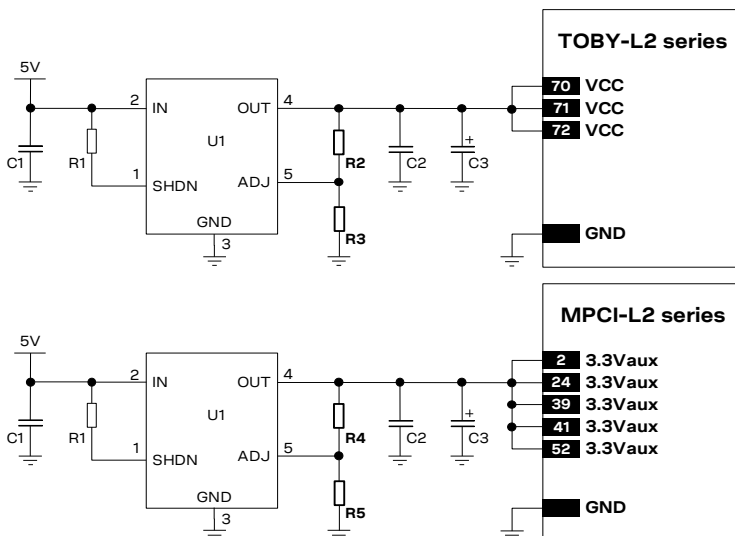 TOBY-L2 series
5V
2 IN OUT 4
70 VCC
71 VCC
72 VCC
U1
C1 R1 R2 C2 + C3
1 SHDN ADJ 5
GND
3
R3
GND
MPCI-L2 series
5V
2 IN OUT 4
2 3.3Vaux
24 3.3Vaux
39 3.3Vaux
41 3.3Vaux
52 3.3Vaux
U1
C1 R1 R4 C2 + C3
1 SHDN ADJ 5
GND
3
R5
GND